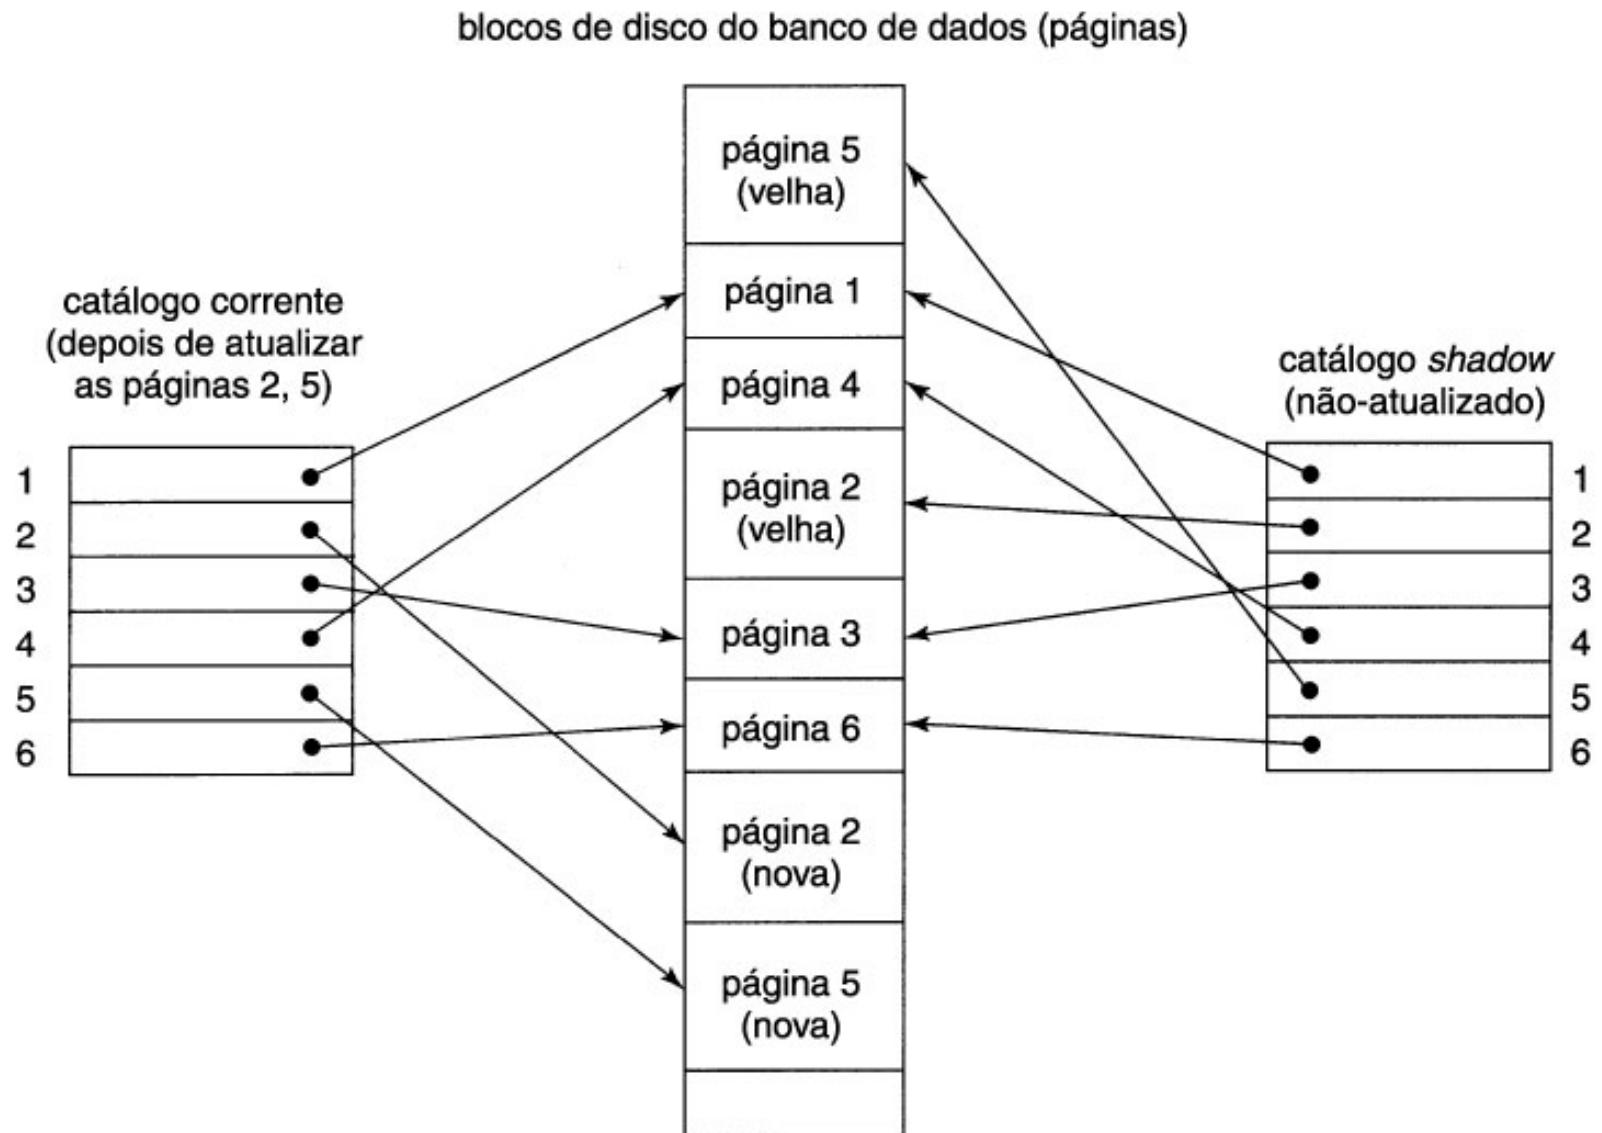 blocos de disco do banco de dados (páginas)
página 5
(velha)
página 1
página 4
página 2
(velha)
página 3
página 6
página 2
(nova)
página 5
(nova)
catálogo corrente
(depois de atualizar
as páginas 2, 5)
1
2
3
4
5
6
catálogo shadow
(não-atualizado)
1
2
3
4
5
6